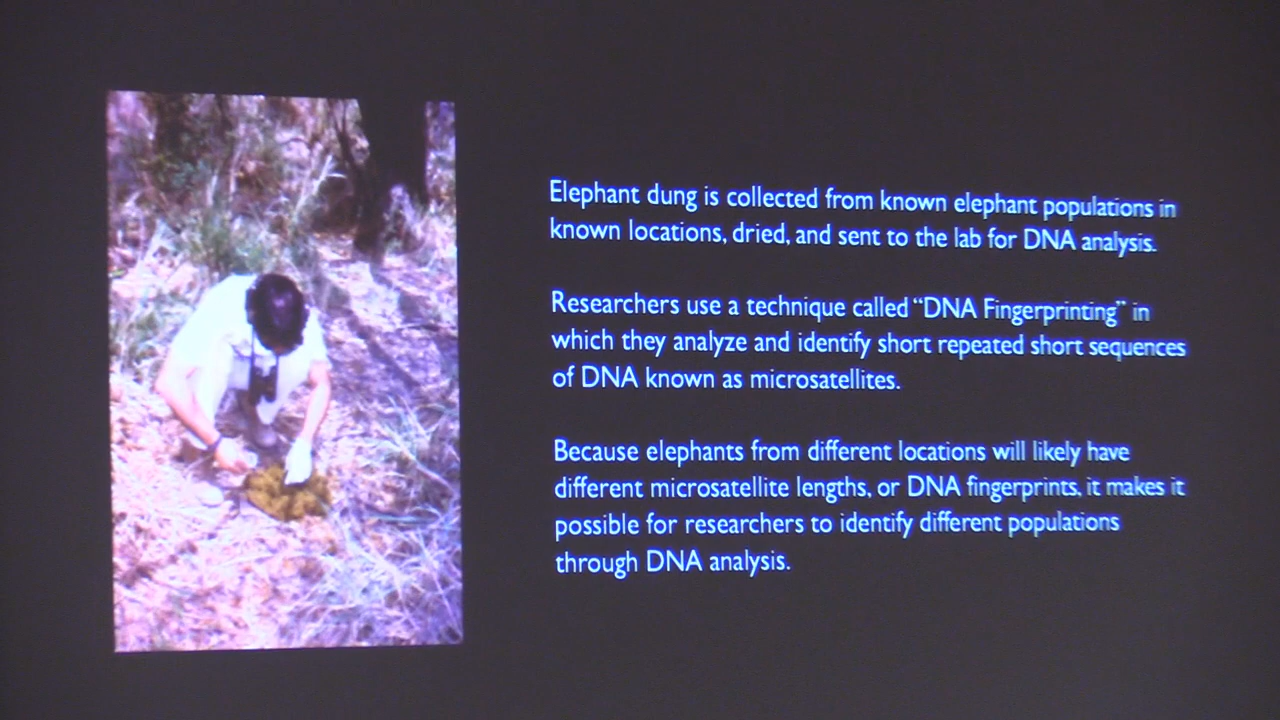 Elephant dung is collected from known elephant populations in
known locations, dried, and sent to the lab for DNA analysis.
Researchers use a technique called “DNA Fingerprinting” in
which they analyze and identify short repeated short sequences
of DNA known as microsatellites.
Because elephants from different locations will likely have
different microsatellite lengths, or DNA fingerprints, it makes it
possible for researchers to identify different populations
through DNA analysis.